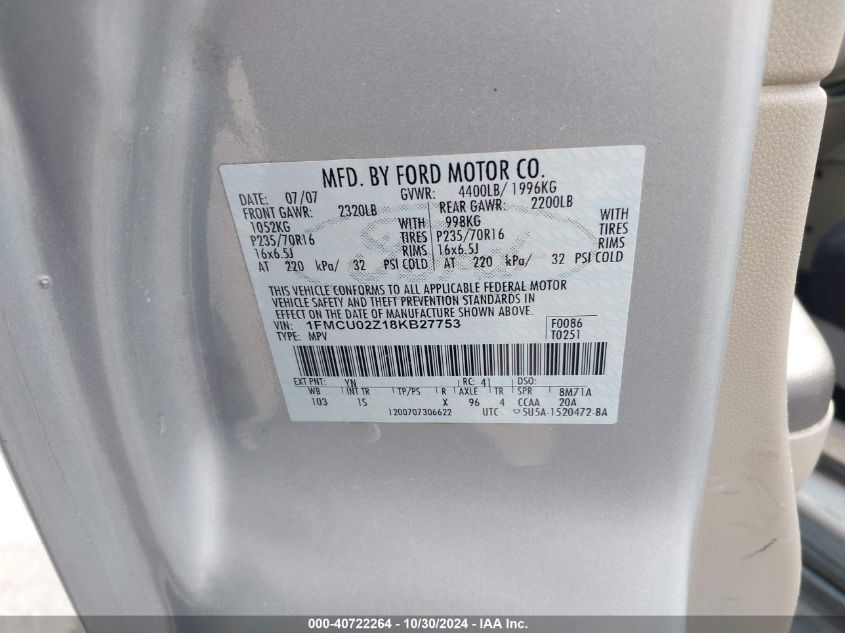 MFD. BY FORD MOTOR CO.
DATE: 07/07 GVWR: 4400LB/ 1996KG
FRONT GAWR: 2320LB REAR GAWR: 2200LB
1052KG WITH 998KG WITH
P235/70R16 TIRES P235/70R16 TIRES
16x6.5J RIMS 16x6.5J RIMS
AT 220 kPa/ 32 PSI COLD AT 220 kPa/ 32 PSI COLD
THIS VEHICLE CONFORMS TO ALL APPLICABLE FEDERAL MOTOR
VEHICLE SAFETY AND THEFT PREVENTION STANDARDS IN
EFFECT ON THE DATE OF MANUFACTURE SHOWN ABOVE.
VIN: 1FMCU02Z18KB27753 F0086
TYPE: MPV T0251
EXT PNT: YN RC: 41 DSO:
WB INT TR TP/PS R AXLE TR SPR 8M71A
103 IS X 96 4 CCAA 20A
1200707306622 UTC 5U5A-1520472-BA
000-40722264 - 10/30/2024 - IAA Inc.